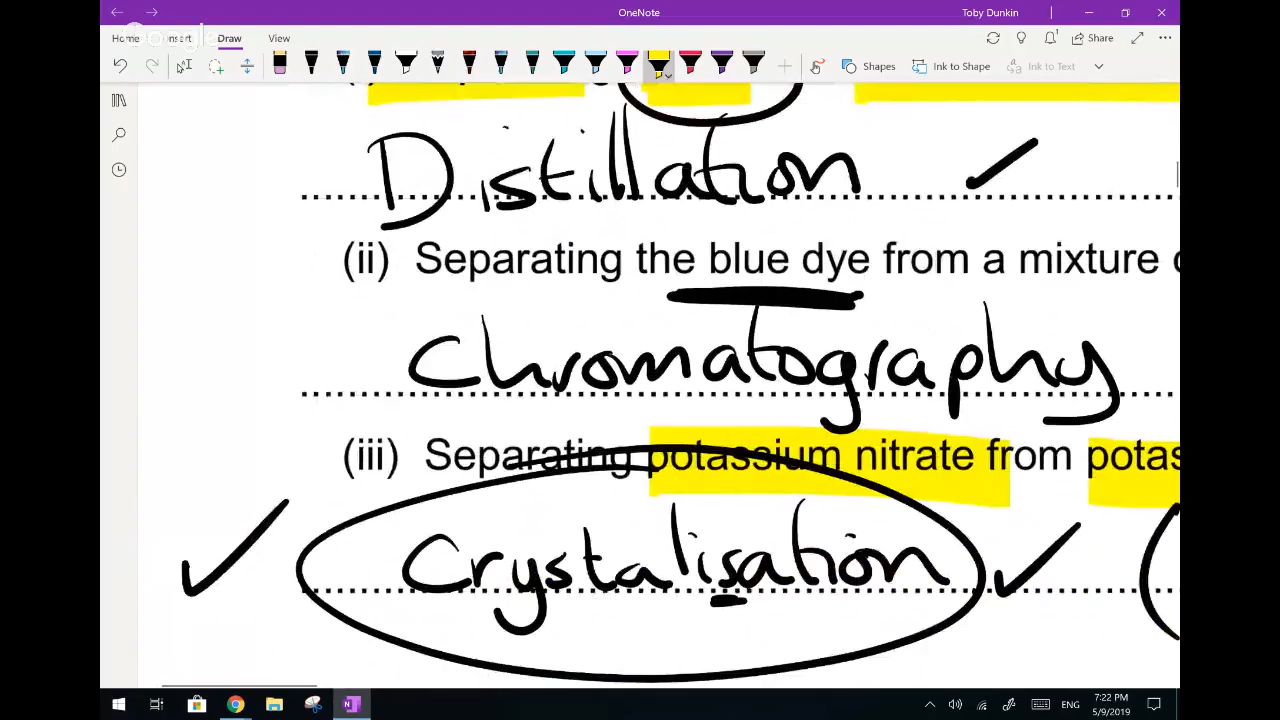 OneNote
Toby Dunkin
Google
Home Insert Draw View
Share
Shapes Ink to Shape Ink to Text
Distillation
(ii) Separating the blue dye from a mixture
Chromatography
(iii) Separating potassium nitrate from potas
Crystalisation
ENG
7:22 PM
5/9/2019